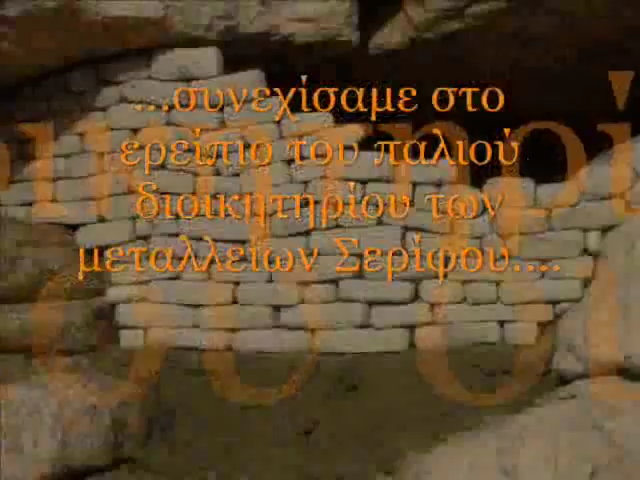 ...συνεχίσαμε στο
ερείπιο του παλιού
διοικητηρίου των
μεταλλείων Σερίφου....